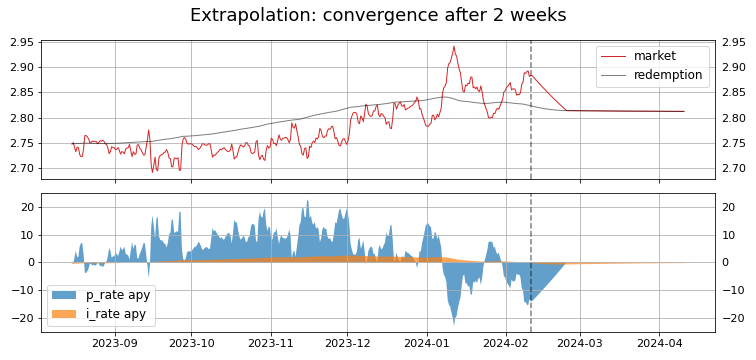 Extrapolation: convergence after 2 weeks
2.95 2.95
2.90 2.90
2.85 2.85
2.80 2.80
2.75 2.75
2.70 2.70
market
redemption
20 20
10 10
0 0
−10 −10
−20 −20
p_rate apy
i_rate apy
2023-09 2023-10 2023-11 2023-12 2024-01 2024-02 2024-03 2024-04